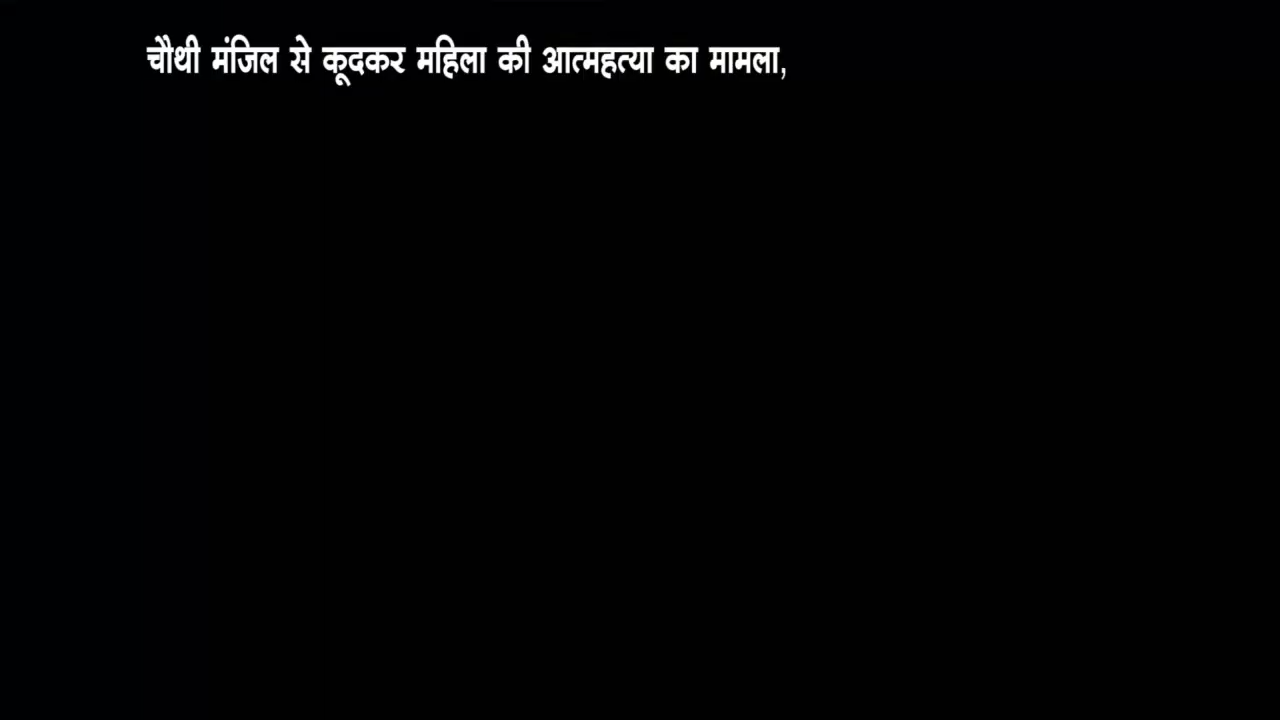 चौथी मंजिल से कूदकर महिला की आत्महत्या का मामला,